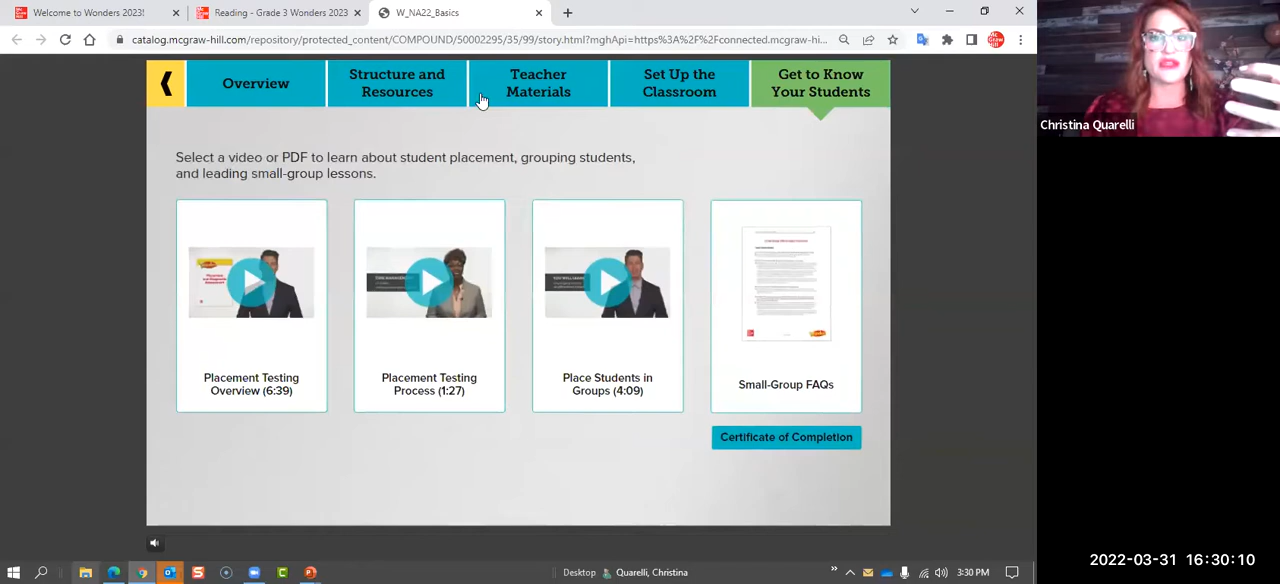 Welcome to Wonders 2023!
Reading - Grade 3 Wonders 2023
W_NA22_Basics
catalog.mcgraw-hill.com/repository/protected_content/COMPOUND/50002295/35/99/story.html?mghApi=https%3A%2F%2Fconnected.mcgraw-hi...
Overview
Structure and
Resources
Teacher
Materials
Set Up the
Classroom
Get to Know
Your Students
Select a video or PDF to learn about student placement, grouping students,
and leading small-group lessons.
Placement Testing
Overview (6:39)
Placement Testing
Process (1:27)
Place Students in
Groups (4:09)
Small-Group FAQs
Certificate of Completion
Christina Quarelli
Desktop
Quarelli, Christina
3:30 PM
2022-03-31 16:30:10